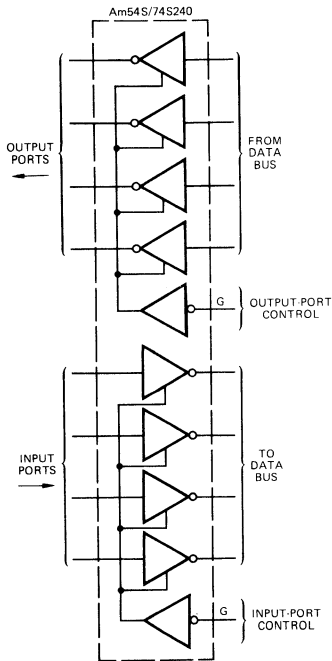 Am54S/74S240
OUTPUT
PORTS
FROM
DATA
BUS
G
OUTPUT-PORT
CONTROL
INPUT
PORTS
TO
DATA
BUS
G
INPUT-PORT
CONTROL